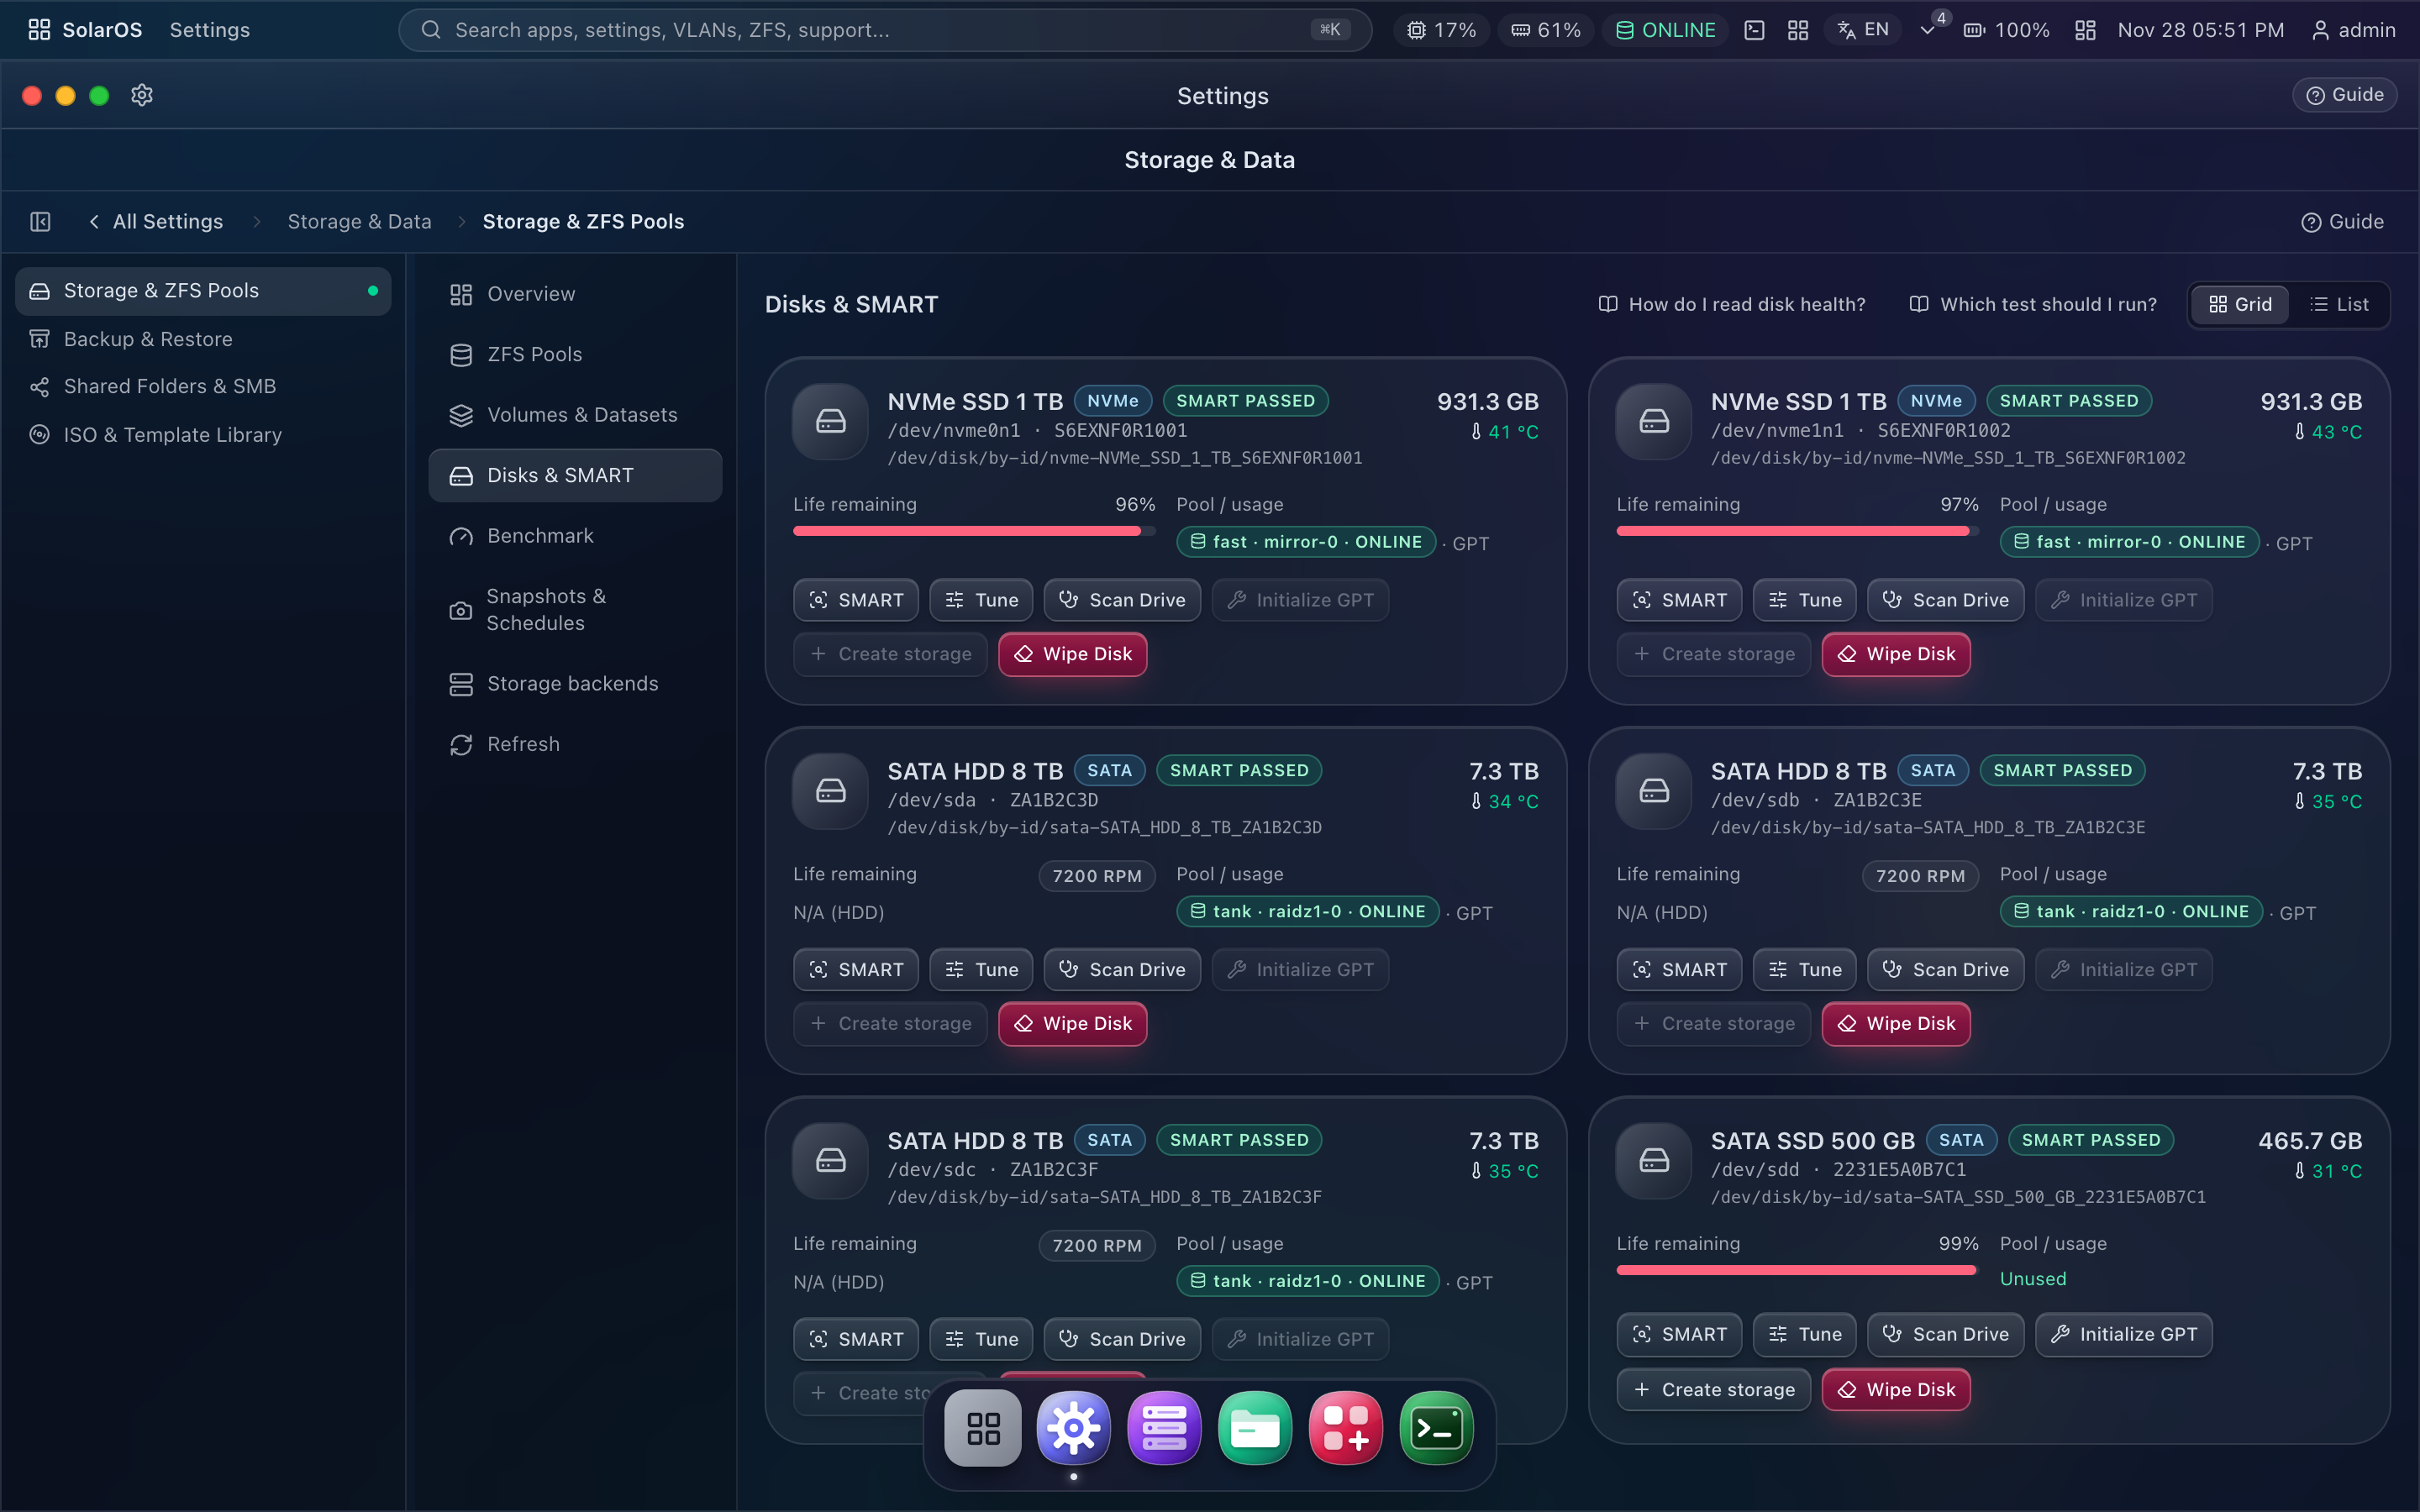 SolarOS Settings Search apps, settings, VLANs, ZFS, support... ⌘K 17% 61% ONLINE EN 4 100% Nov 28 05:51 PM admin
Settings Guide
Storage & Data
All Settings Storage & Data Storage & ZFS Pools Guide
Storage & ZFS Pools
Backup & Restore
Shared Folders & SMB
ISO & Template Library
Overview
ZFS Pools
Volumes & Datasets
Disks & SMART
Benchmark
Snapshots &
Schedules
Storage backends
Refresh
Disks & SMART How do I read disk health? Which test should I run? Grid List
NVMe SSD 1 TB NVMe SMART PASSED 931.3 GB
/dev/nvme0n1 · S6EXNF0R1001 41 °C
/dev/disk/by-id/nvme-NVMe_SSD_1_TB_S6EXNF0R1001
Life remaining 96% Pool / usage
fast · mirror-0 · ONLINE · GPT
SMART Tune Scan Drive Initialize GPT
Create storage Wipe Disk
NVMe SSD 1 TB NVMe SMART PASSED 931.3 GB
/dev/nvme1n1 · S6EXNF0R1002 43 °C
/dev/disk/by-id/nvme-NVMe_SSD_1_TB_S6EXNF0R1002
Life remaining 97% Pool / usage
fast · mirror-0 · ONLINE · GPT
SMART Tune Scan Drive Initialize GPT
Create storage Wipe Disk
SATA HDD 8 TB SATA SMART PASSED 7.3 TB
/dev/sda · ZA1B2C3D 34 °C
/dev/disk/by-id/sata-SATA_HDD_8_TB_ZA1B2C3D
Life remaining 7200 RPM Pool / usage
N/A (HDD) tank · raidz1-0 · ONLINE · GPT
SMART Tune Scan Drive Initialize GPT
Create storage Wipe Disk
SATA HDD 8 TB SATA SMART PASSED 7.3 TB
/dev/sdb · ZA1B2C3E 35 °C
/dev/disk/by-id/sata-SATA_HDD_8_TB_ZA1B2C3E
Life remaining 7200 RPM Pool / usage
N/A (HDD) tank · raidz1-0 · ONLINE · GPT
SMART Tune Scan Drive Initialize GPT
Create storage Wipe Disk
SATA HDD 8 TB SATA SMART PASSED 7.3 TB
/dev/sdc · ZA1B2C3F 35 °C
/dev/disk/by-id/sata-SATA_HDD_8_TB_ZA1B2C3F
Life remaining 7200 RPM Pool / usage
N/A (HDD) tank · raidz1-0 · ONLINE · GPT
SMART Tune Scan Drive Initialize GPT
Create sto
SATA SSD 500 GB SATA SMART PASSED 465.7 GB
/dev/sdd · 2231E5A0B7C1 31 °C
/dev/disk/by-id/sata-SATA_SSD_500_GB_2231E5A0B7C1
Life remaining 99% Pool / usage
Unused
SMART Tune Scan Drive Initialize GPT
Create storage Wipe Disk